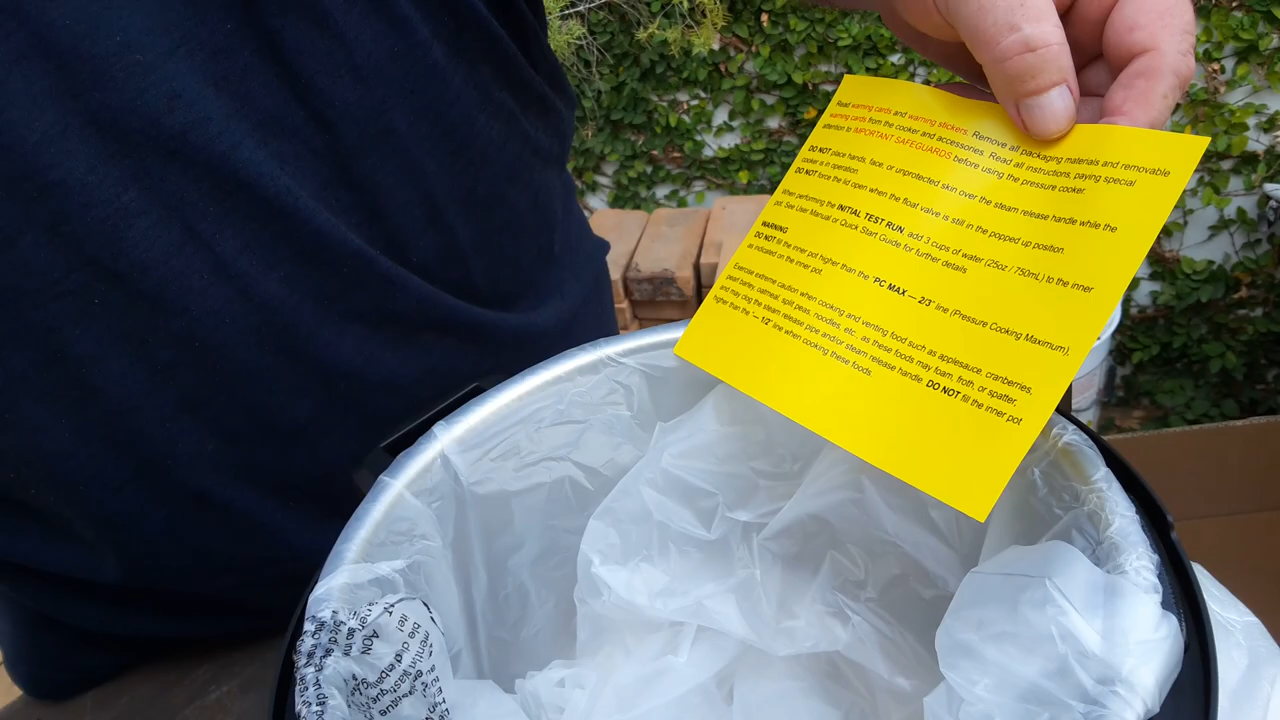 Read warning cards and warning stickers. Remove all packaging materials and removable
warning cards from the cooker and accessories. Read all instructions, paying special
attention to IMPORTANT SAFEGUARDS before using the pressure cooker.
DO NOT place hands, face, or unprotected skin over the steam release handle while the
cooker is in operation.
DO NOT force the lid open when the float valve is still in the popped up position.
When performing the INITIAL TEST RUN, add 3 cups of water (25oz / 750mL) to the inner
pot. See User Manual or Quick Start Guide for further details
WARNING
DO NOT fill the inner pot higher than the "PC MAX — 2/3" line (Pressure Cooking Maximum),
as indicated on the inner pot.
Exercise extreme caution when cooking and venting food such as applesauce, cranberries,
pearl barley, oatmeal, split peas, noodles, etc., as these foods may foam, froth, or spatter,
and may clog the steam release pipe and/or steam release handle. DO NOT fill the inner pot
higher than the "— 1/2" line when cooking these foods.